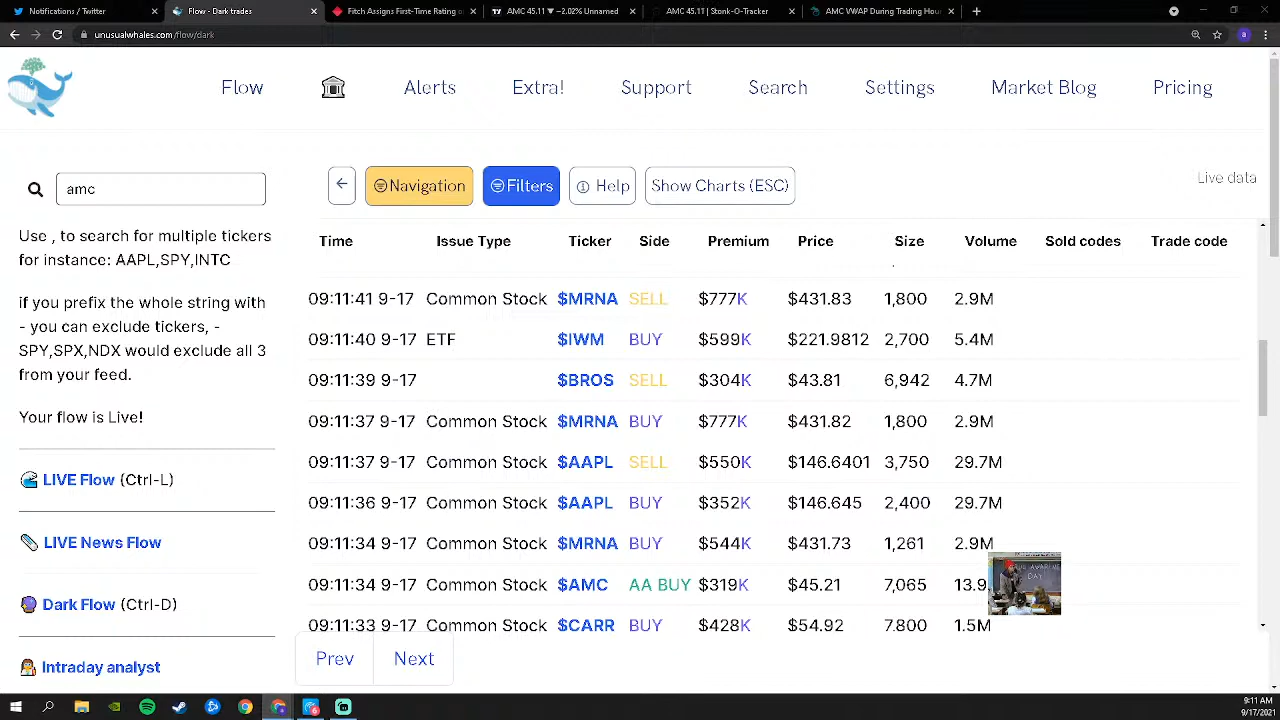 Notifications / Twitter
Flow - Dark trades
Fitch Assigns First-Time Rating o
AMC 45.11 ▼ −2.02% Unnamed
AMC 45.11 | Stonk-O-Tracker
AMC VWAP During Trading Hou
unusualwhales.com/flow/dark
Flow
Alerts
Extra!
Support
Search
Settings
Market Blog
Pricing
amc
Navigation
Filters
Help
Show Charts (ESC)
Live data
Use , to search for multiple tickers
for instance: AAPL,SPY,INTC
if you prefix the whole string with
- you can exclude tickers, -
SPY,SPX,NDX would exclude all 3
from your feed.
Your flow is Live!
LIVE Flow (Ctrl-L)
LIVE News Flow
Dark Flow (Ctrl-D)
Intraday analyst
Time Issue Type Ticker Side Premium Price Size Volume Sold codes Trade code
09:11:41 9-17 Common Stock $MRNA SELL $777K $431.83 1,800 2.9M
09:11:40 9-17 ETF $IWM BUY $599K $221.9812 2,700 5.4M
09:11:39 9-17 $BROS SELL $304K $43.81 6,942 4.7M
09:11:37 9-17 Common Stock $MRNA BUY $777K $431.82 1,800 2.9M
09:11:37 9-17 Common Stock $AAPL SELL $550K $146.6401 3,750 29.7M
09:11:36 9-17 Common Stock $AAPL BUY $352K $146.645 2,400 29.7M
09:11:34 9-17 Common Stock $MRNA BUY $544K $431.73 1,261 2.9M
09:11:34 9-17 Common Stock $AMC AA BUY $319K $45.21 7,065 13.9
09:11:33 9-17 Common Stock $CARR BUY $428K $54.92 7,800 1.5M
AWARENE
DAY
Prev
Next
9:11 AM
9/17/2021